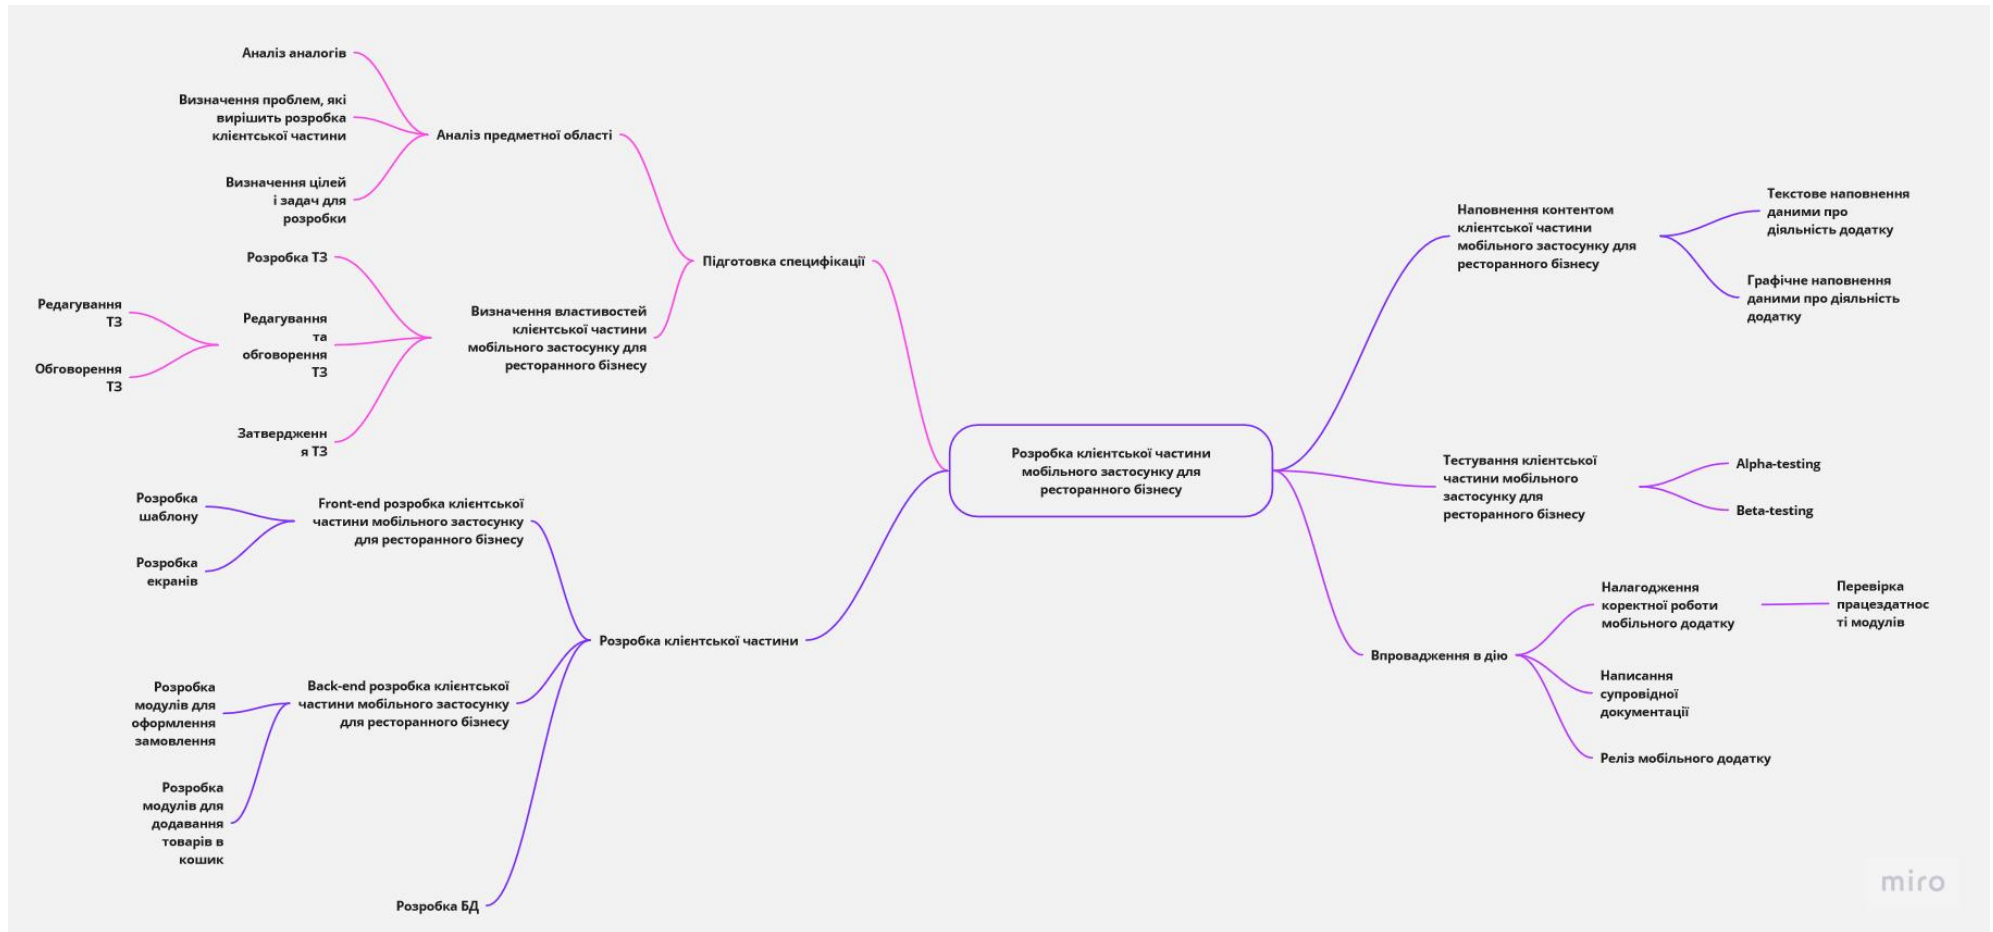 Аналіз аналогів
Визначення проблем, які
вирішить розробка
клієнтської частини
Визначення цілей
і задач для
розробки
Аналіз предметної області
Розробка ТЗ
Редагування
ТЗ
Обговорення
ТЗ
Редагування
та
обговорення
ТЗ
Затвердженн
я ТЗ
Визначення властивостей
клієнтської частини
мобільного застосунку для
ресторанного бізнесу
Підготовка специфікації
Розробка
шаблону
Розробка
екранів
Front-end розробка клієнтської
частини мобільного застосунку
для ресторанного бізнесу
Розробка
модулів для
оформлення
замовлення
Розробка
модулів для
додавання
товарів в
кошик
Back-end розробка клієнтської
частини мобільного застосунку
для ресторанного бізнесу
Розробка БД
Розробка клієнтської частини
Розробка клієнтської частини
мобільного застосунку для
ресторанного бізнесу
Наповнення контентом
клієнтської частини
мобільного застосунку для
ресторанного бізнесу
Текстове наповнення
даними про
діяльність додатку
Графічне наповнення
даними про діяльність
додатку
Тестування клієнтської
частини мобільного
застосунку для
ресторанного бізнесу
Alpha-testing
Beta-testing
Впровадження в дію
Налагодження
коректної роботи
мобільного додатку
Перевірка
працездатнос
ті модулів
Написання
супровідної
документації
Реліз мобільного додатку
miro